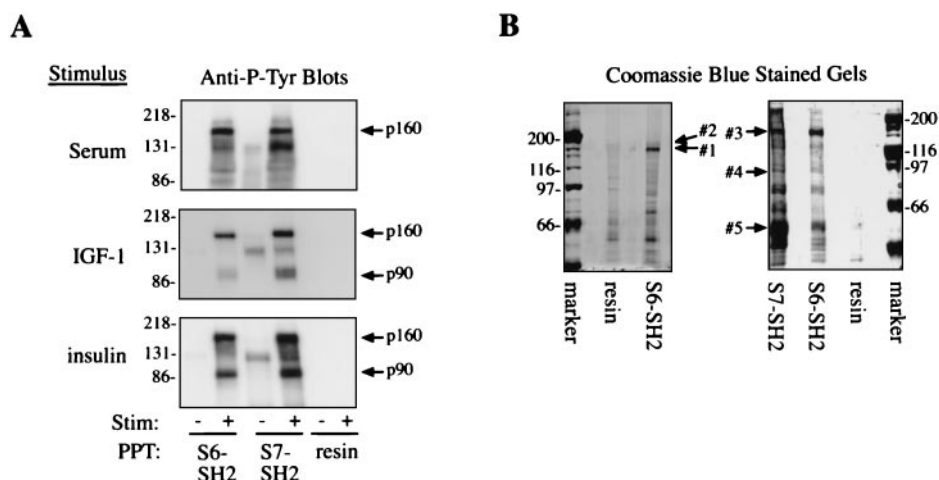 A
Stimulus
Anti-P-Tyr Blots
Serum
218-
131-
86-
p160
IGF-1
218-
131-
86-
p160
p90
insulin
218-
131-
86-
p160
p90
Stim: - + - + - +
PPT: S6-SH2 S7-SH2 resin
B
Coomassie Blue Stained Gels
200-
116-
97-
66-
#2
#1
marker
resin
S6-SH2
#3
#4
#5
-200
-116
-97
-66
S7-SH2
S6-SH2
resin
marker